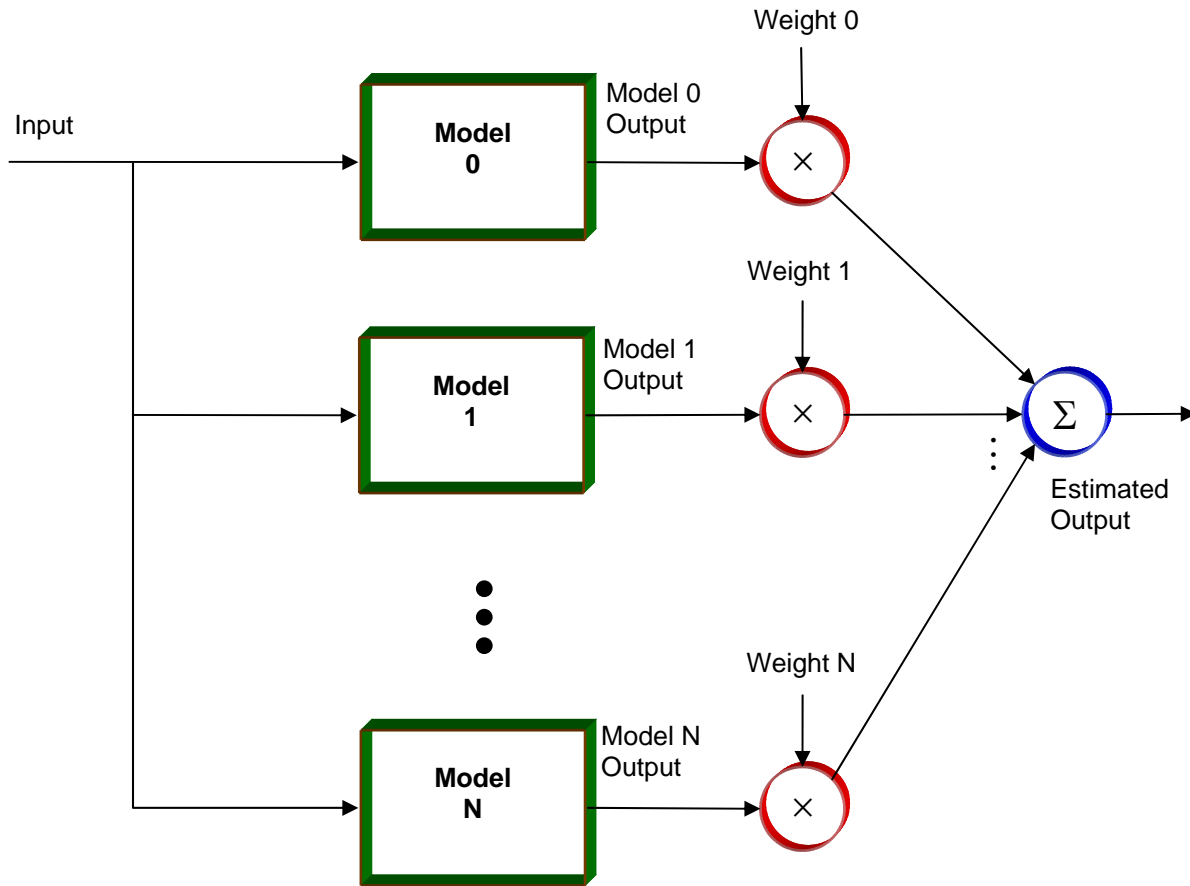 Weight 0
Input
Model
0
Model 0
Output
×
Weight 1
Model
1
Model 1
Output
×
Σ
Estimated
Output
Weight N
Model
N
Model N
Output
×